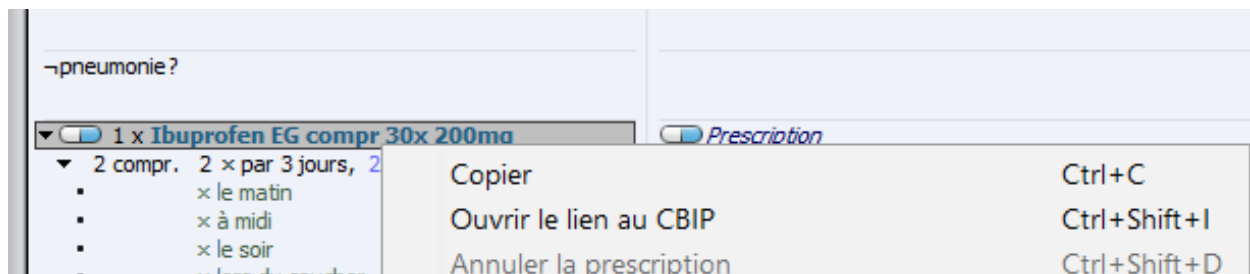 ¬pneumonie?
1 x Ibuprofen EG compr 30x 200mg
Prescription
2 compr. 2 × par 3 jours, 2
× le matin
× à midi
× le soir
Copier Ctrl+C
Ouvrir le lien au CBIP Ctrl+Shift+I
Annuler la prescription Ctrl+Shift+D